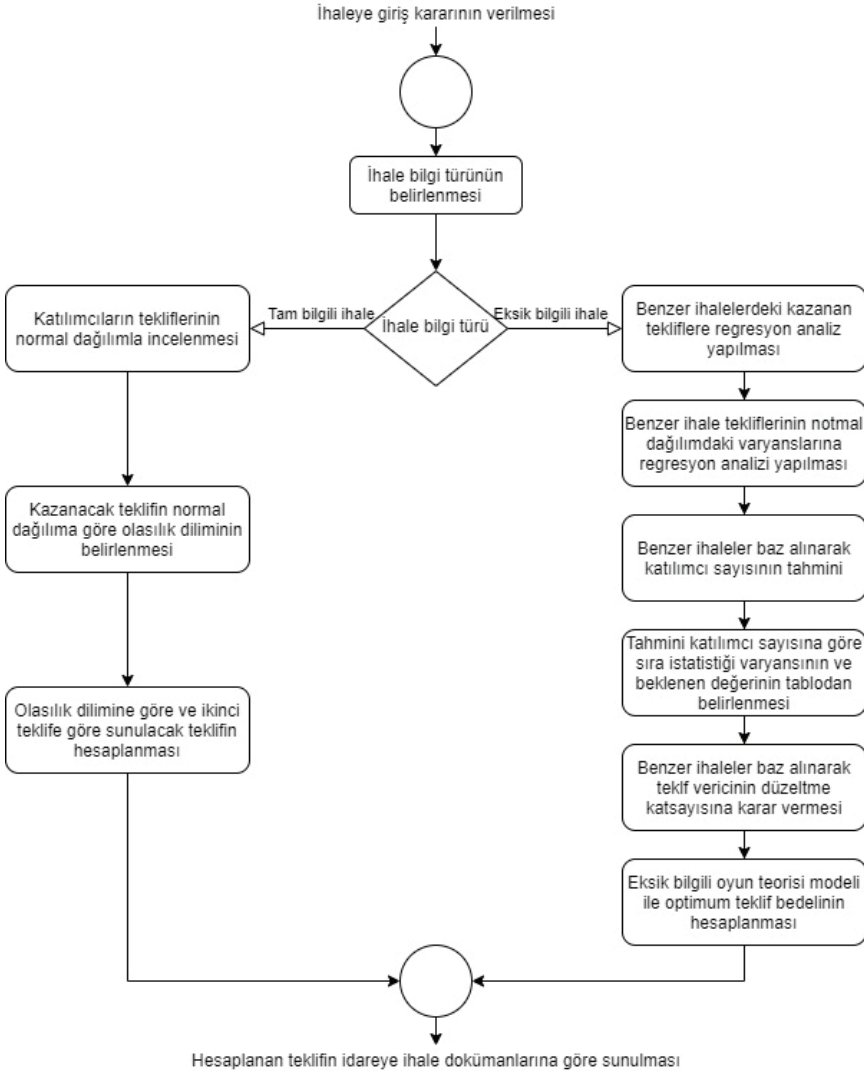 İhaleye giriş kararının verilmesi
İhale bilgi türünün
belirlenmesi
İhale bilgi türü
Tam bilgili ihale
Eksik bilgili ihale
Katılımcıların tekliflerinin
normal dağılımla incelenmesi
Kazanacak teklifin normal
dağılıma göre olasılık diliminin
belirlenmesi
Olasılık dilimine göre ve ikinci
teklife göre sunulacak teklifin
hesaplanması
Benzer ihalelerdeki kazanan
tekliflere regresyon analiz
yapılması
Benzer ihale tekliflerinin notmal
dağılımdaki varyanslarına
regresyon analizi yapılması
Benzer ihaleler baz alınarak
katılımcı sayısının tahmini
Tahmini katılımcı sayısına göre
sıra istatistiği varyansının ve
beklenen değerinin tablodan
belirlenmesi
Benzer ihaleler baz alınarak
teklf vericinin düzeltme
katsayısına karar vermesi
Eksik bilgili oyun teorisi modeli
ile optimum teklif bedelinin
hesaplanması
Hesaplanan teklifin idareye ihale dokümanlarına göre sunulması